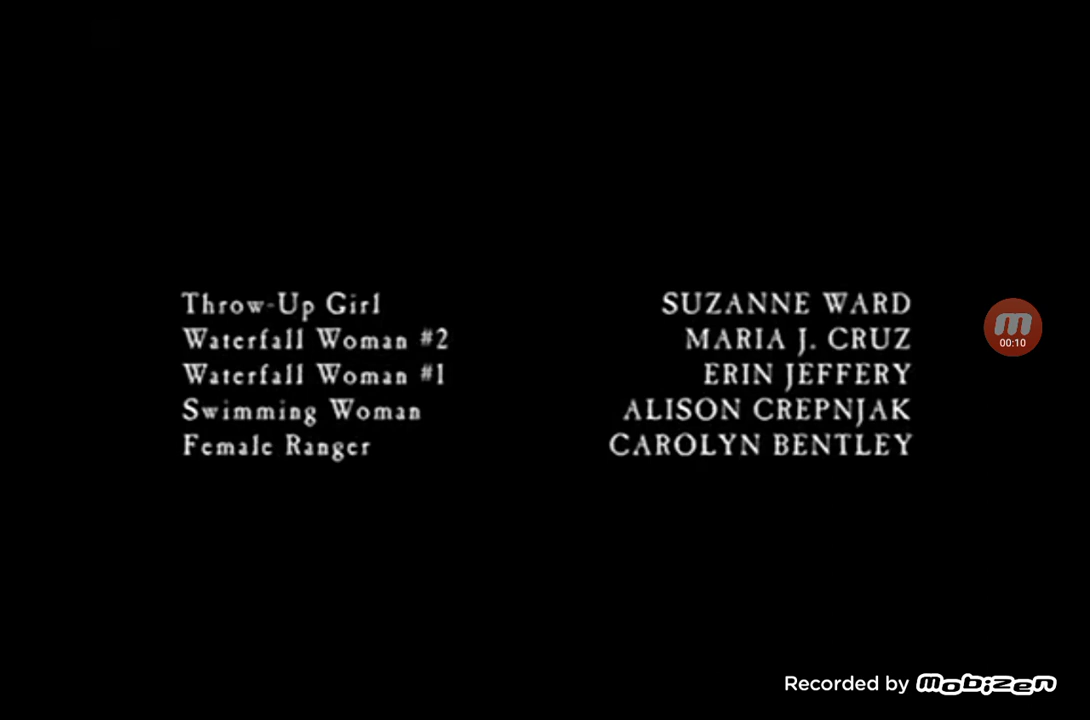 Throw-Up Girl SUZANNE WARD
Waterfall Woman #2 MARIA J. CRUZ
Waterfall Woman #1 ERIN JEFFERY
Swimming Woman ALISON CREPNJAK
Female Ranger CAROLYN BENTLEY
00:10
Recorded by mobizen